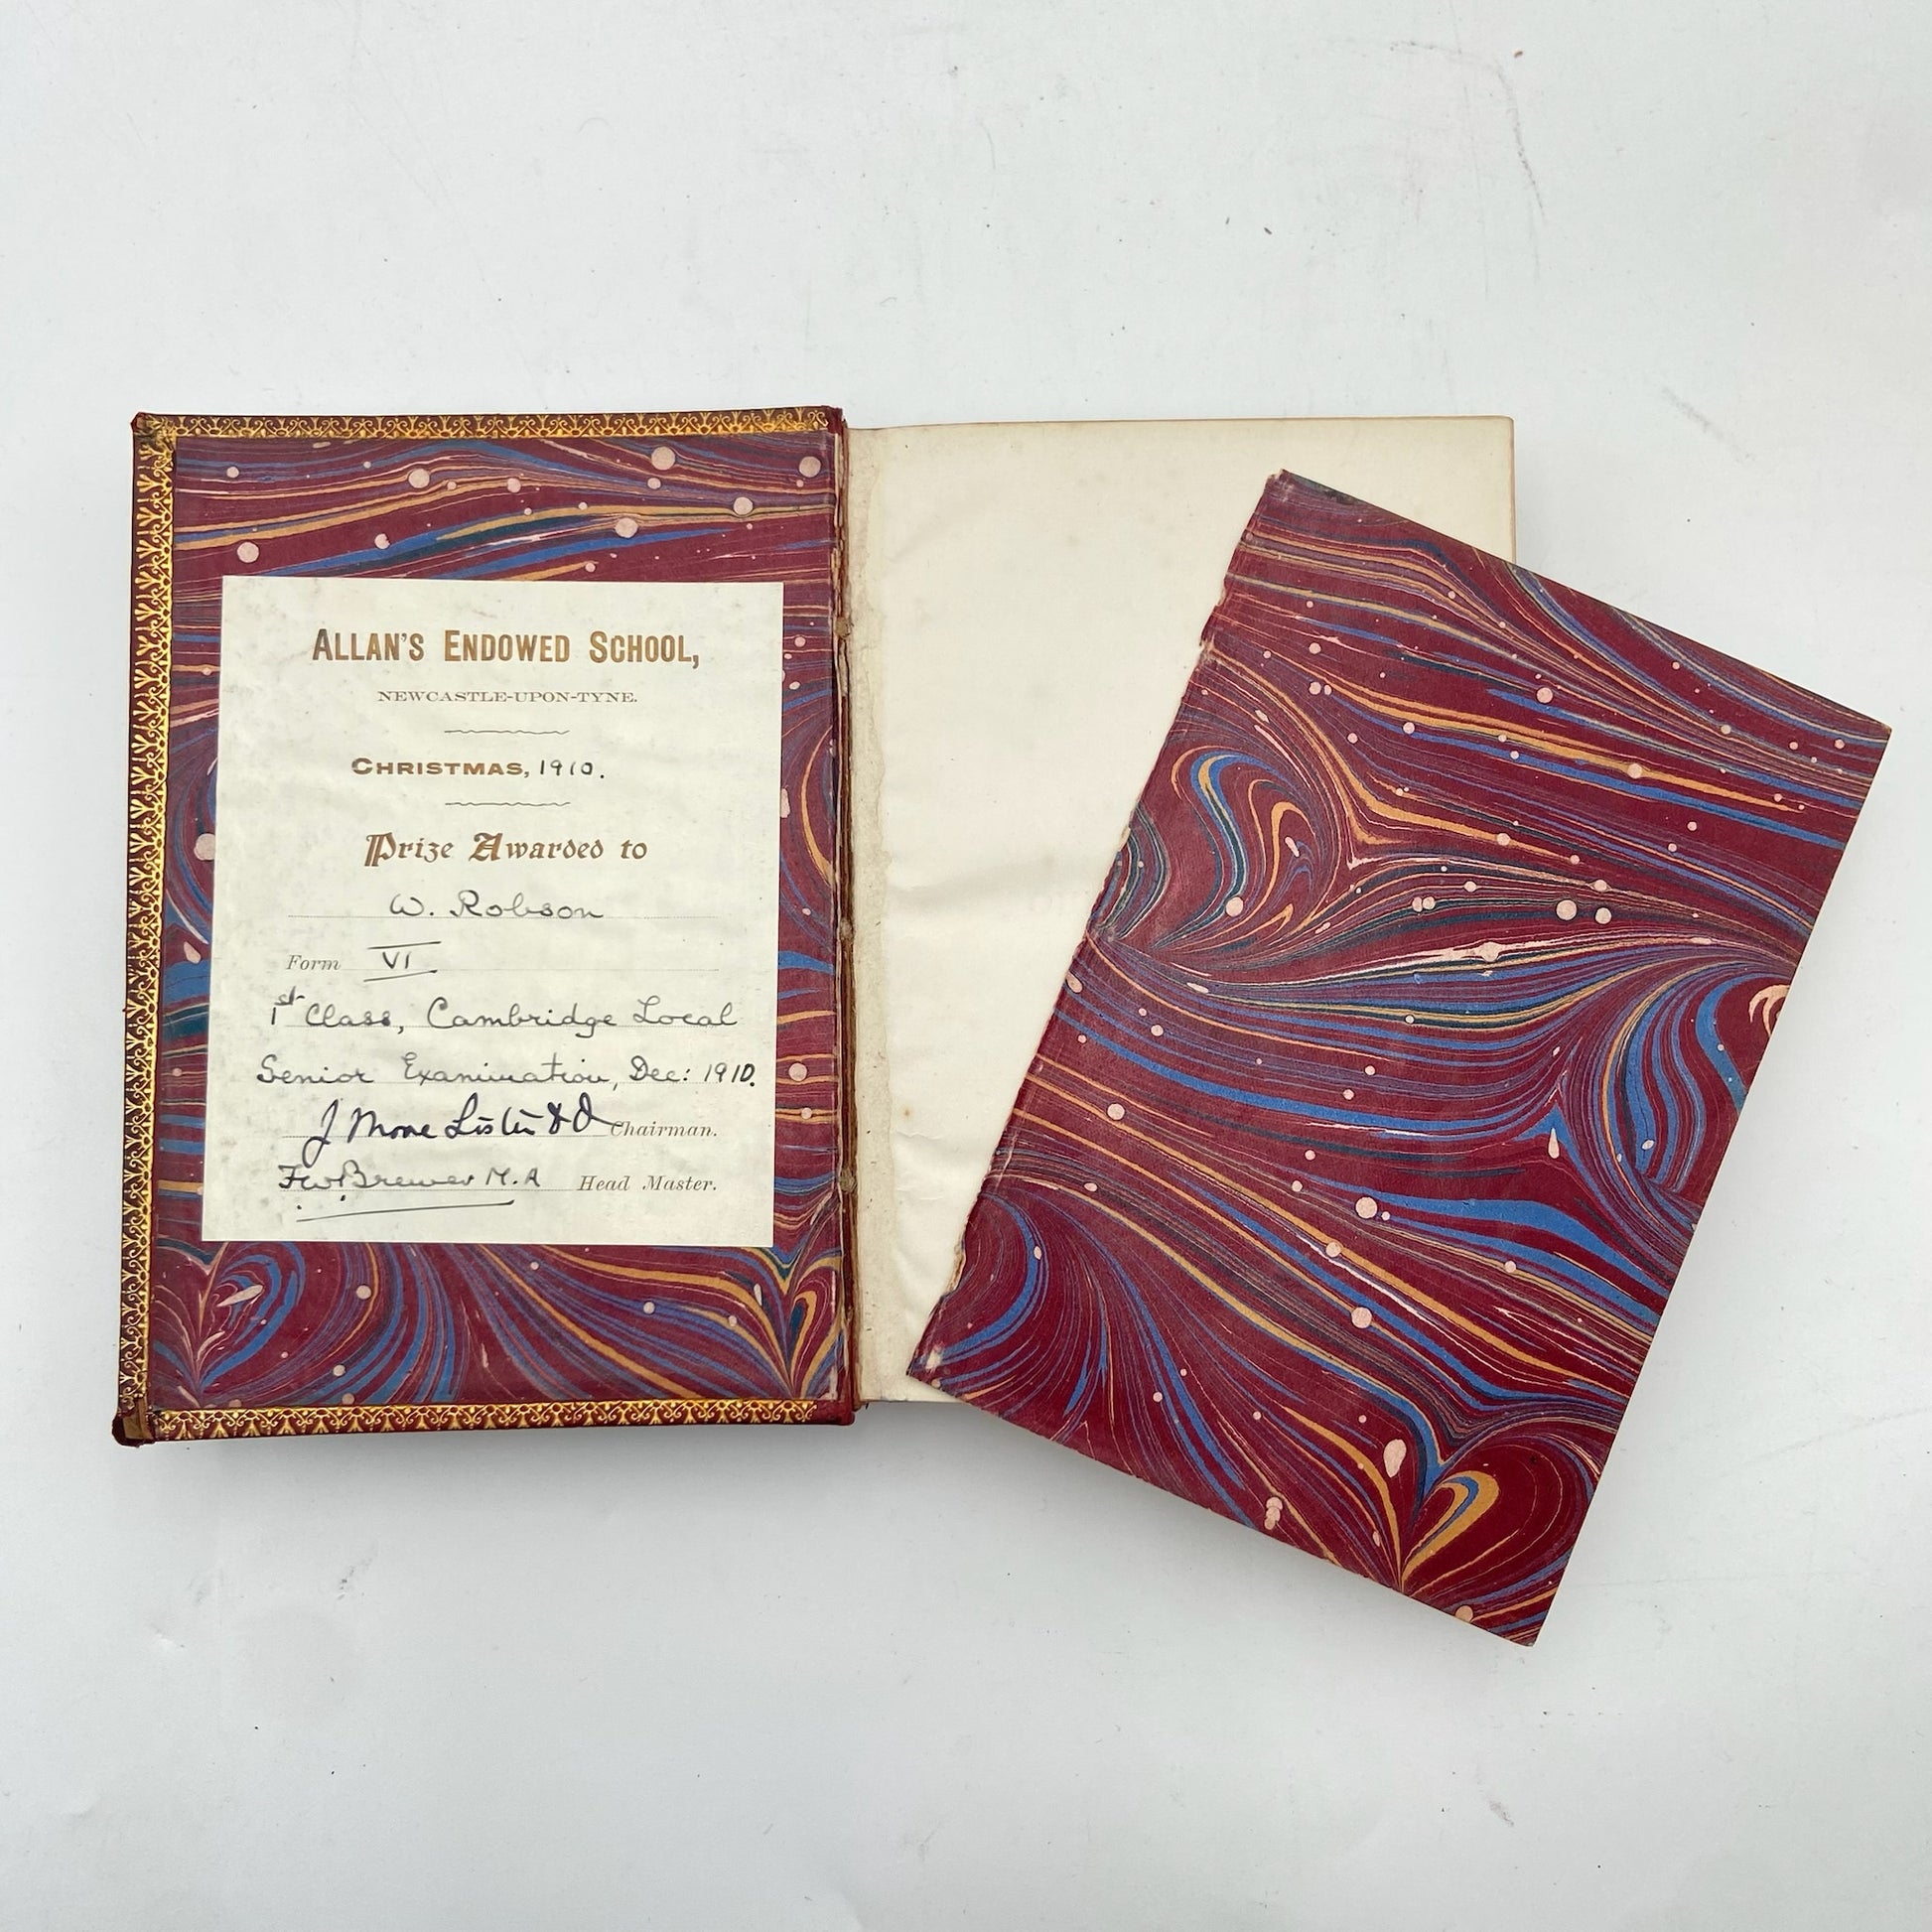 ALLAN'S ENDOWED SCHOOL,
NEWCASTLE-UPON-TYNE.
CHRISTMAS, 1910.
Prize Awarded to
W. Robson
Form VI
1st Class, Cambridge Local
Senior Examination, Dec: 1910.
J Chairman.
F W Brewer M.A Head Master.